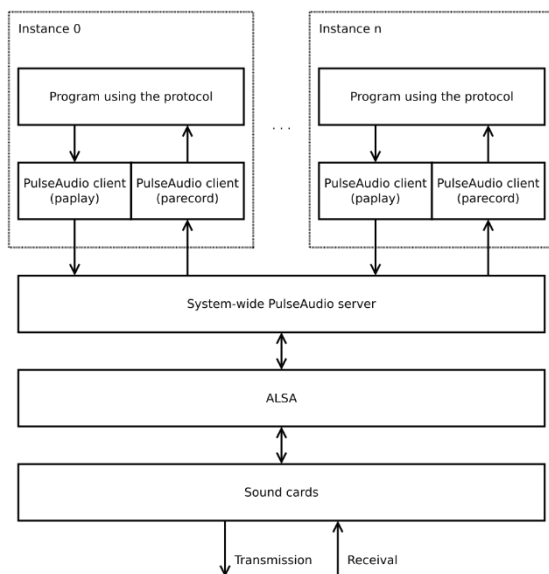 Instance 0
Instance n
Program using the protocol
Program using the protocol
. . .
PulseAudio client
(paplay)
PulseAudio client
(parecord)
PulseAudio client
(paplay)
PulseAudio client
(parecord)
System-wide PulseAudio server
ALSA
Sound cards
Transmission
Receival